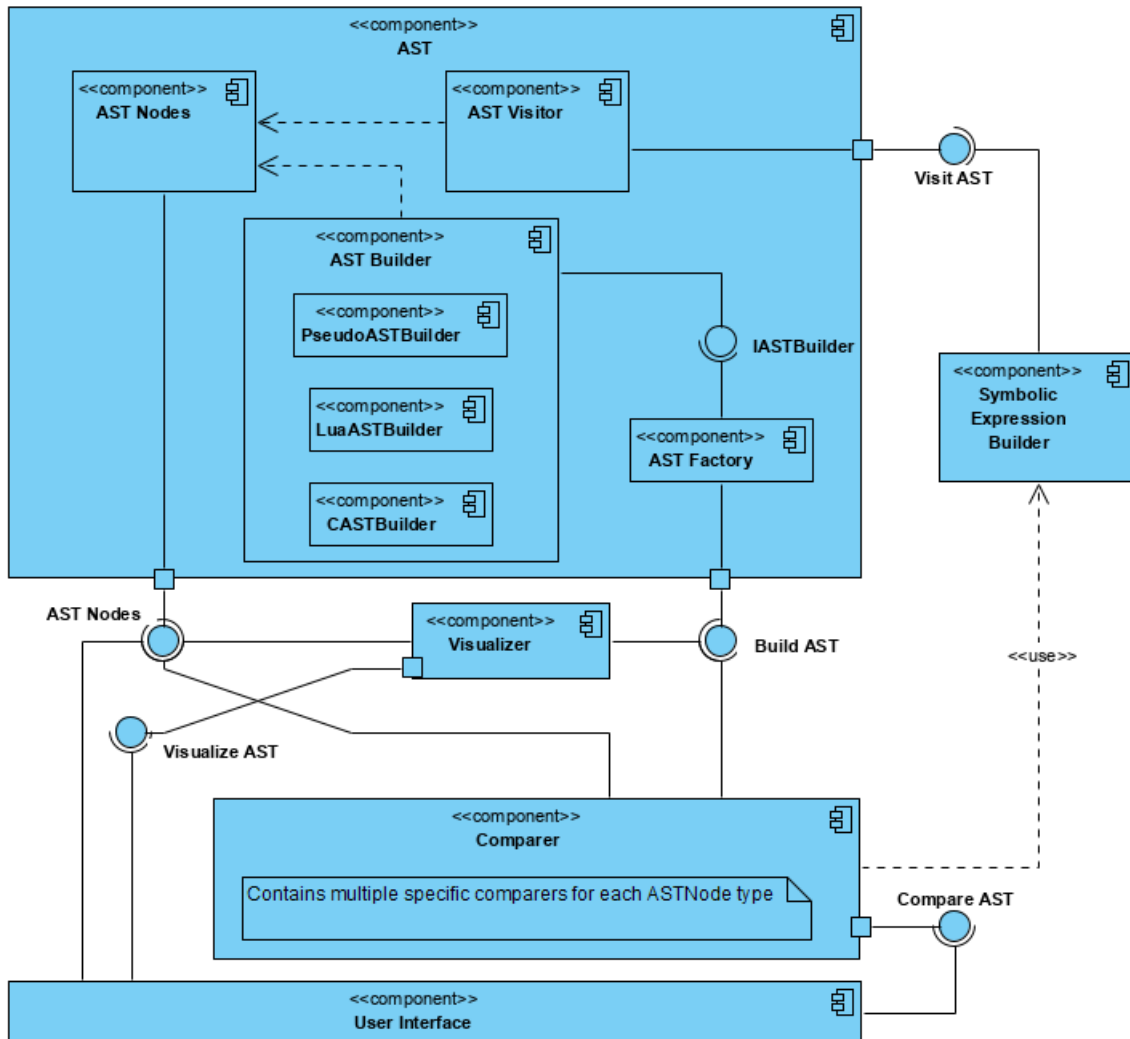 <<component>>
AST
<<component>>
AST Nodes
<<component>>
AST Visitor
Visit AST
<<component>>
AST Builder
<<component>>
PseudoASTBuilder
IASTBuilder
<<component>>
LuaASTBuilder
<<component>>
CASTBuilder
<<component>>
AST Factory
<<component>>
Symbolic
Expression
Builder
AST Nodes
<<component>>
Visualizer
Build AST
<<use>>
Visualize AST
<<component>>
Comparer
Contains multiple specific comparers for each ASTNode type
Compare AST
<<component>>
User Interface